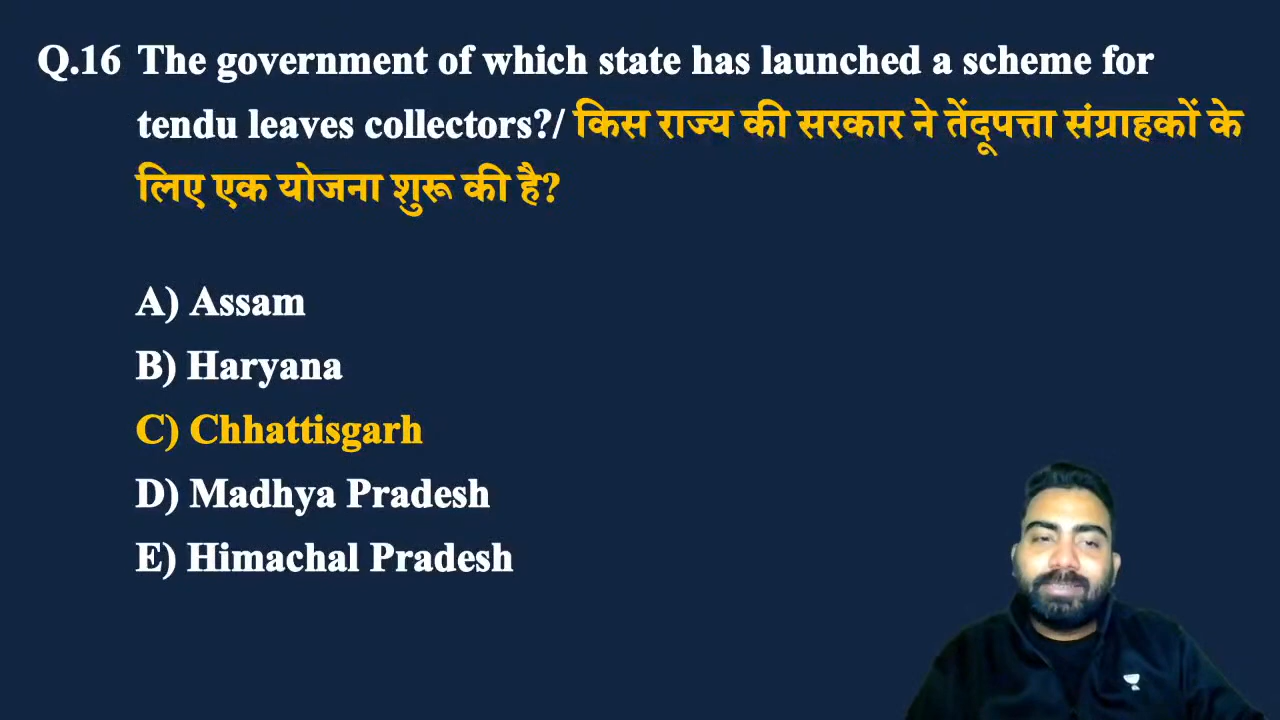 Q.16 The government of which state has launched a scheme for
tendu leaves collectors?/ किस राज्य की सरकार ने तेंदूपत्ता संग्राहकों के
लिए एक योजना शुरू की है?
A) Assam
B) Haryana
C) Chhattisgarh
D) Madhya Pradesh
E) Himachal Pradesh